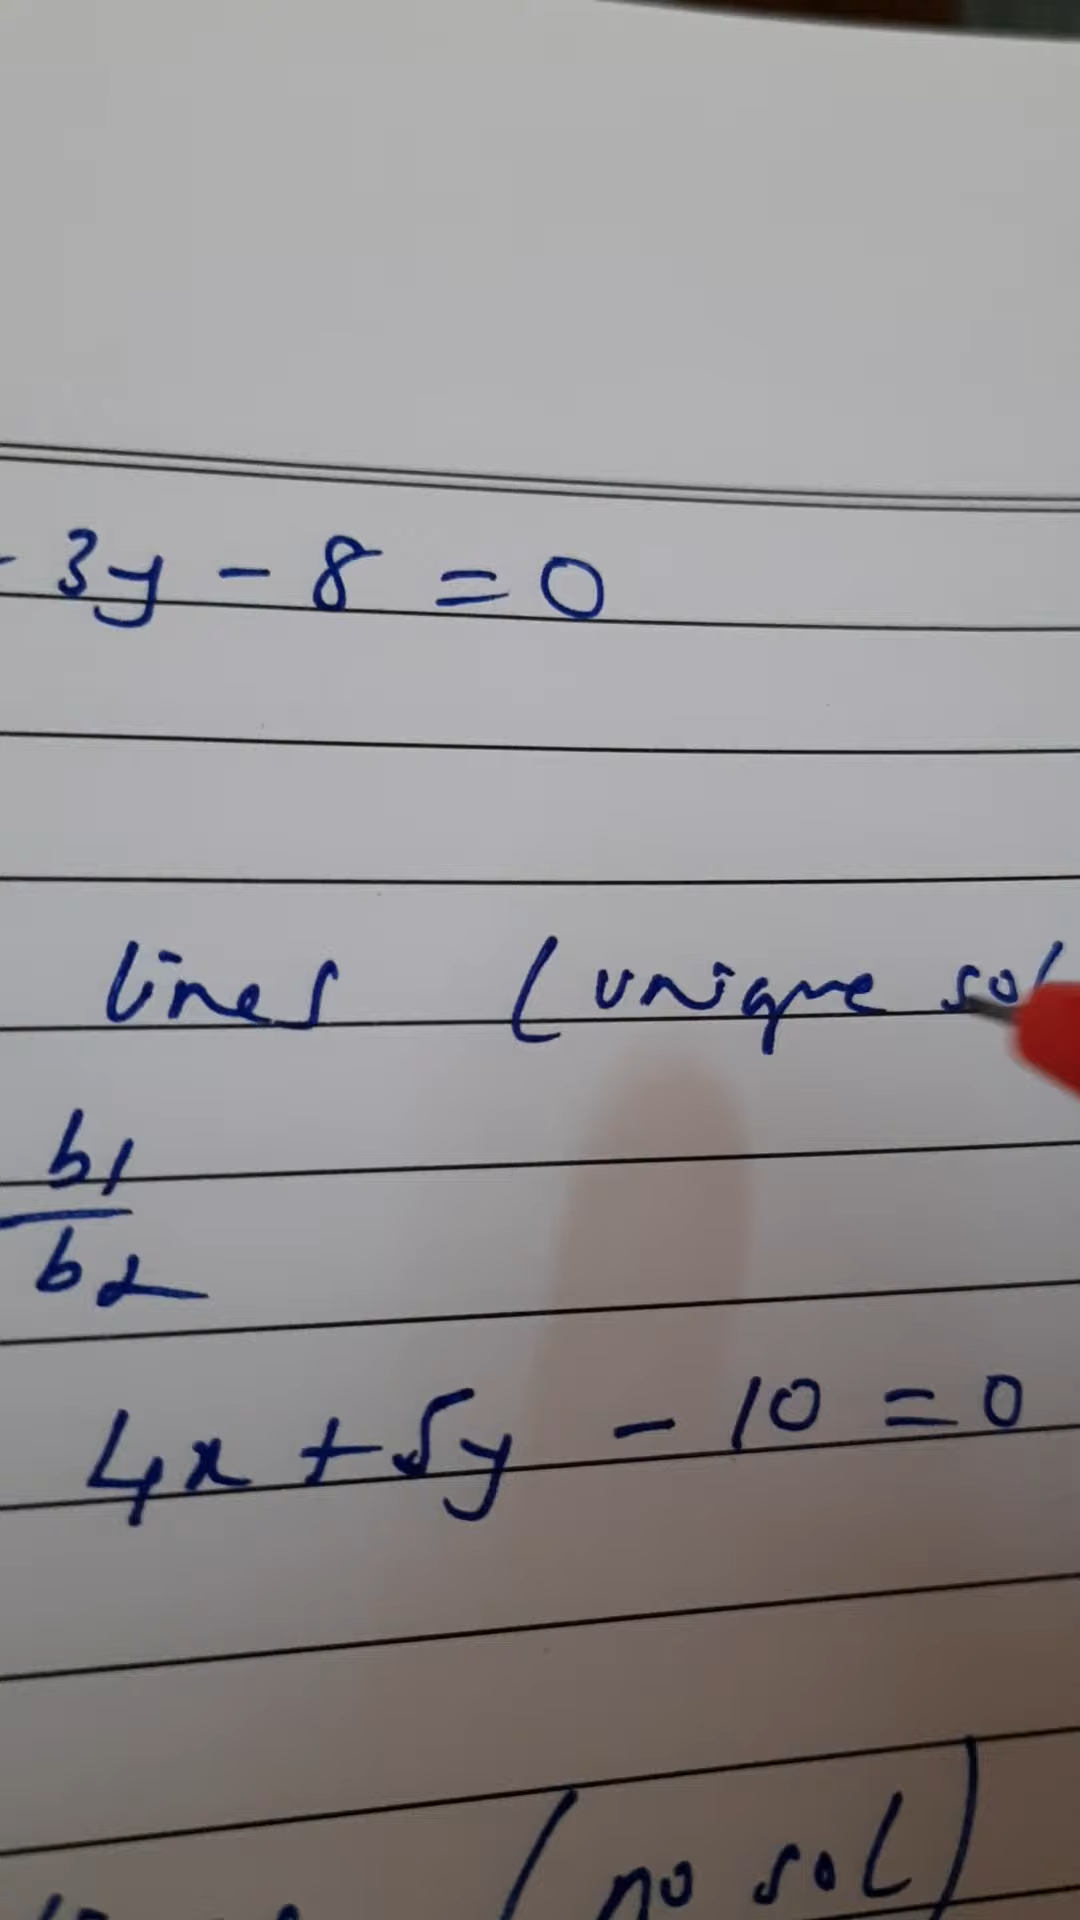 - 3y - 8 = 0
lines (unique sol
b1
b2
4x + 5y - 10 = 0
(no sol)